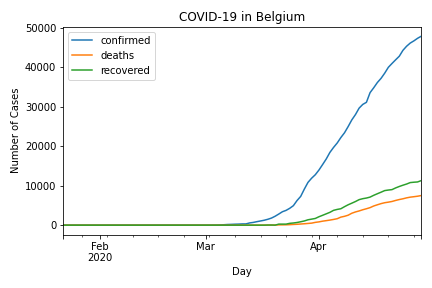 COVID-19 in Belgium
confirmed
deaths
recovered
50000
40000
30000
20000
10000
0
Number of Cases
Feb
2020
Mar
Apr
Day